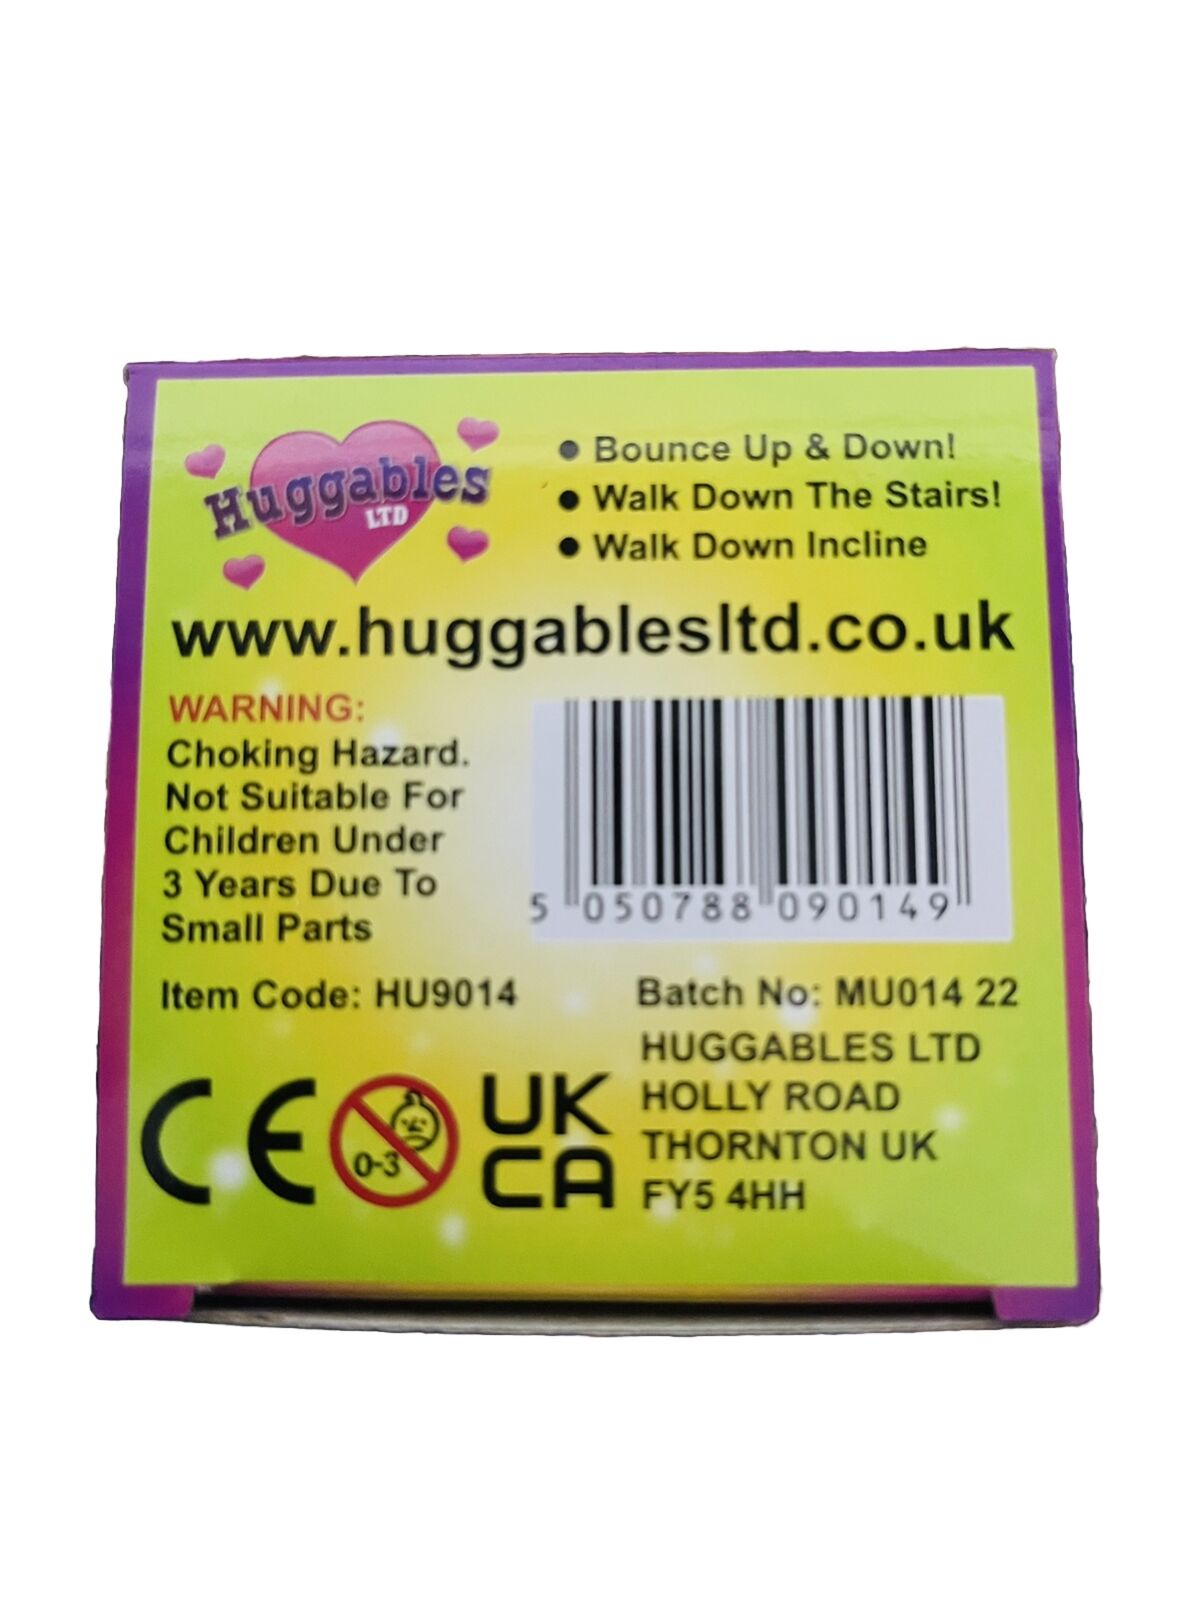 Huggables
LTD
• Bounce Up & Down!
• Walk Down The Stairs!
• Walk Down Incline
www.huggablesltd.co.uk
WARNING:
Choking Hazard.
Not Suitable For
Children Under
3 Years Due To
Small Parts
5 050788 090149
Item Code: HU9014
Batch No: MU014 22
HUGGABLES LTD
HOLLY ROAD
THORNTON UK
FY5 4HH
CE
0-3
UK
CA